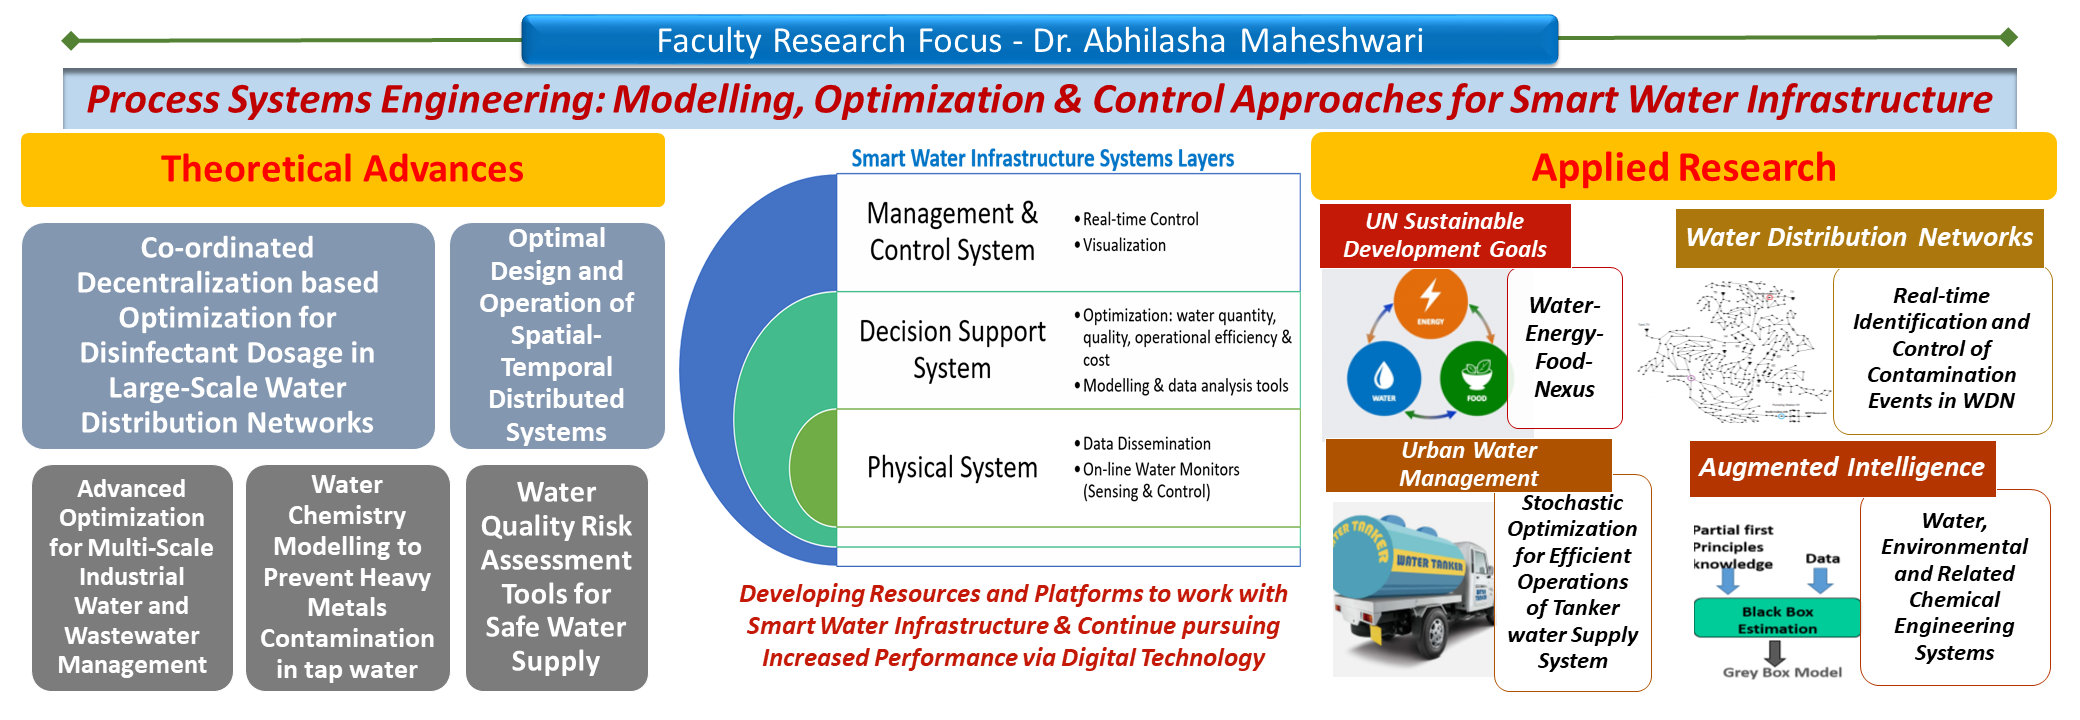 Faculty Research Focus - Dr. Abhilasha Maheshwari
Process Systems Engineering: Modelling, Optimization & Control Approaches for Smart Water Infrastructure
Theoretical Advances
Co-ordinated
Decentralization based
Optimization for
Disinfectant Dosage in
Large-Scale Water
Distribution Networks
Optimal
Design and
Operation of
Spatial-
Temporal
Distributed
Systems
Advanced
Optimization
for Multi-Scale
Industrial
Water and
Wastewater
Management
Water
Chemistry
Modelling to
Prevent Heavy
Metals
Contamination
in tap water
Water
Quality Risk
Assessment
Tools for
Safe Water
Supply
Smart Water Infrastructure Systems Layers
Management &
Control System
•Real-time Control
•Visualization
Decision Support
System
•Optimization: water quantity,
quality, operational efficiency &
cost
•Modelling & data analysis tools
Physical System
•Data Dissemination
•On-line Water Monitors
(Sensing & Control)
Developing Resources and Platforms to work with
Smart Water Infrastructure & Continue pursuing
Increased Performance via Digital Technology
Applied Research
UN Sustainable
Development Goals
ENERGY
WATER
FOOD
Water-
Energy-
Food-
Nexus
Water Distribution Networks
Real-time
Identification and
Control of
Contamination
Events in WDN
Urban Water
Management
WATER TANKER
WATER TANKER
Stochastic
Optimization
for Efficient
Operations
of Tanker
water Supply
System
Augmented Intelligence
Partial first
Principles
knowledge
Data
Black Box
Estimation
Grey Box Model
Water,
Environmental
and Related
Chemical
Engineering
Systems